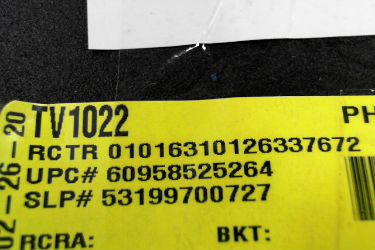 02-26-20
TV1022 PH
RCTR 01016310126337672
UPC# 60958525264
SLP# 53199700727
RCRA: BKT: